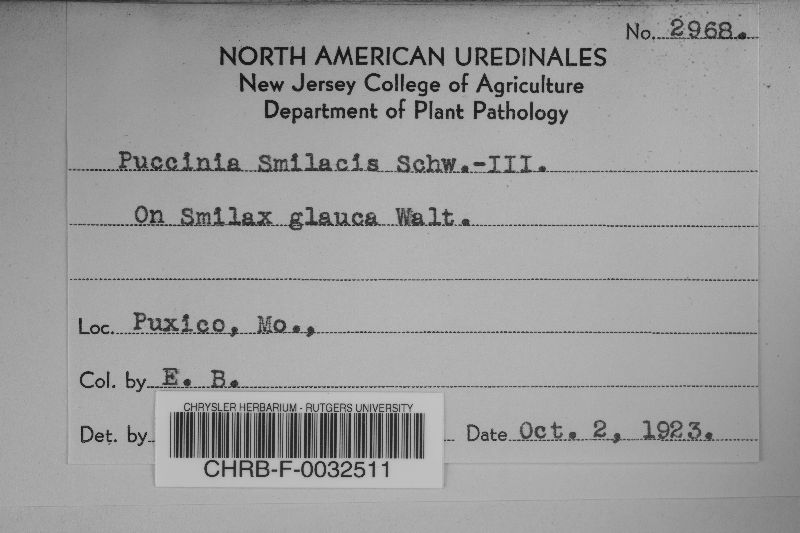 No. 2968.
NORTH AMERICAN UREDINALES
New Jersey College of Agriculture
Department of Plant Pathology
Puccinia Smilacis Schw.-III.
On Smilax glauca Walt.
Loc. Puxico, Mo.,
Col. by E. B.
Det. by Date Oct. 2, 1923.
CHRYSLER HERBARIUM - RUTGERS UNIVERSITY
CHRB-F-0032511